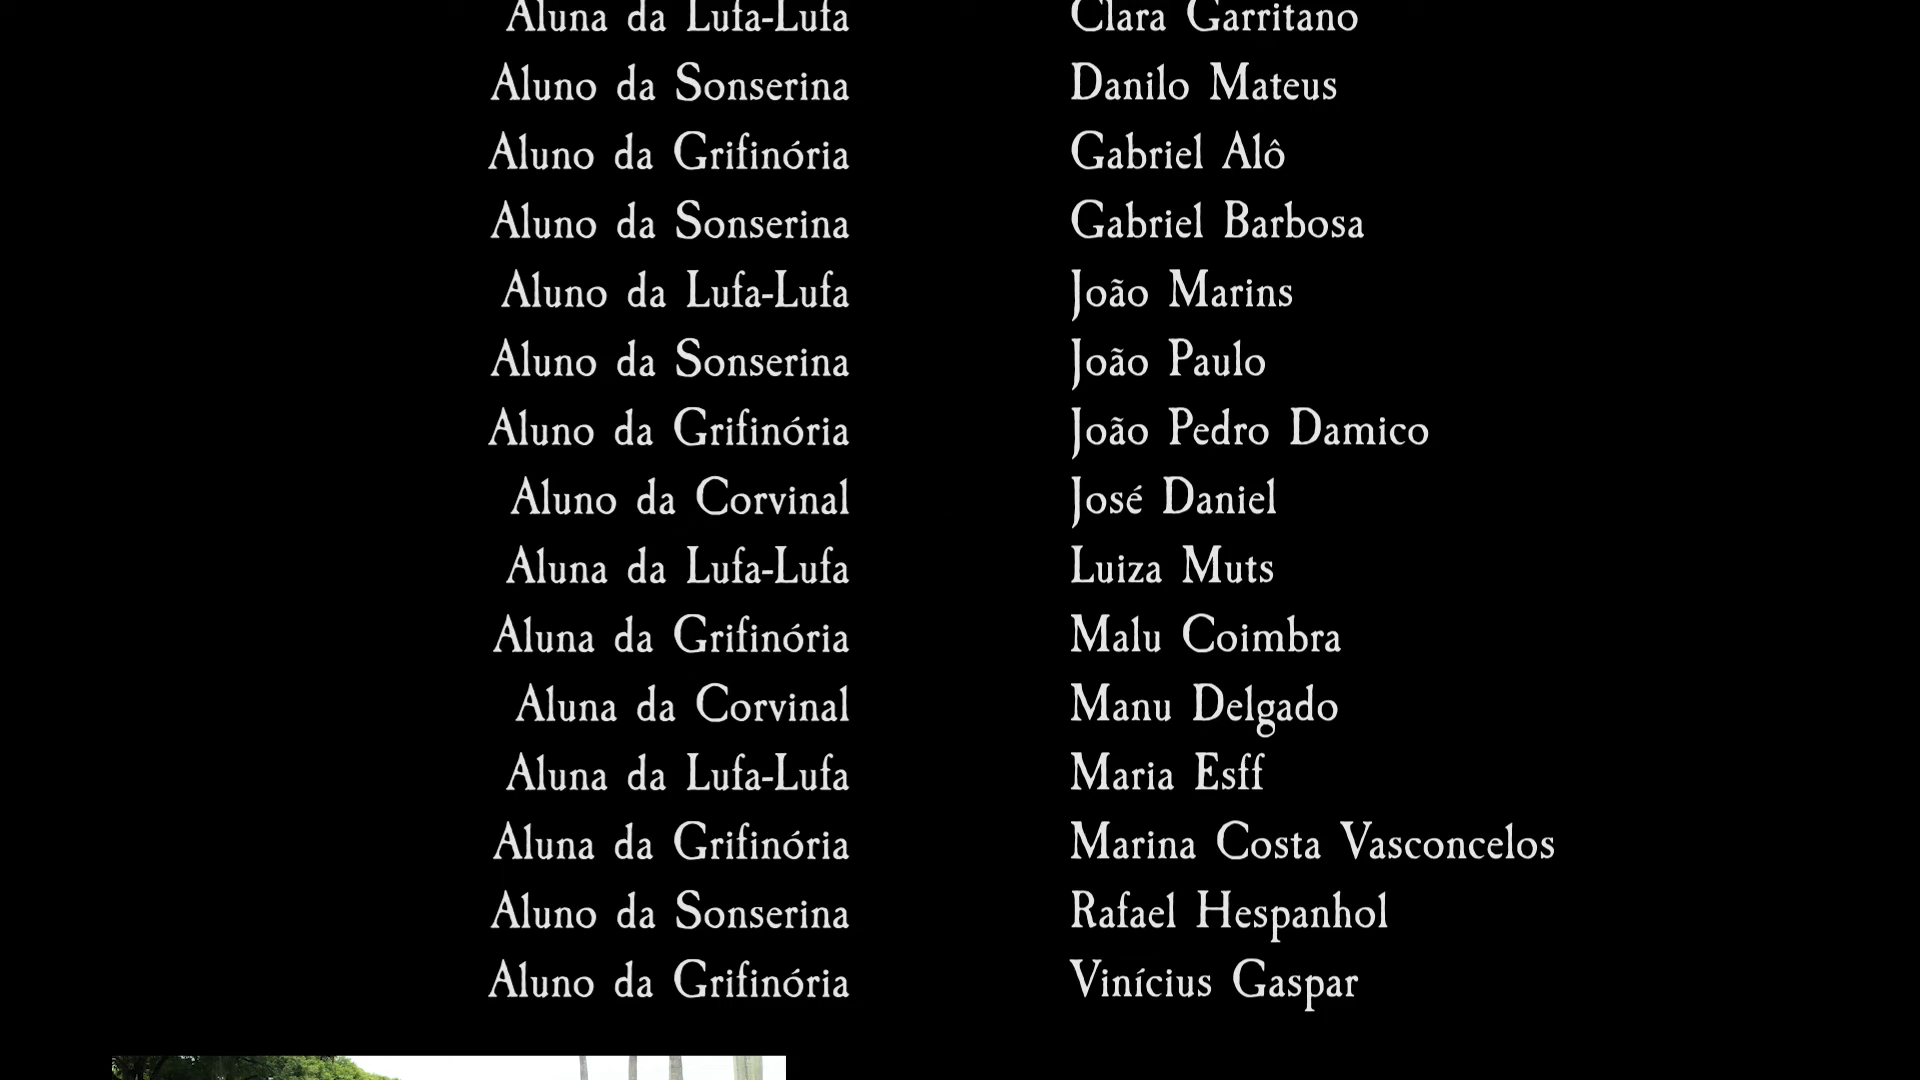 Aluna da Lufa-Lufa Clara Garritano
Aluno da Sonserina Danilo Mateus
Aluno da Grifinória Gabriel Alô
Aluno da Sonserina Gabriel Barbosa
Aluno da Lufa-Lufa João Marins
Aluno da Sonserina João Paulo
Aluno da Grifinória João Pedro Damico
Aluno da Corvinal José Daniel
Aluna da Lufa-Lufa Luiza Muts
Aluna da Grifinória Malu Coimbra
Aluna da Corvinal Manu Delgado
Aluna da Lufa-Lufa Maria Esff
Aluna da Grifinória Marina Costa Vasconcelos
Aluno da Sonserina Rafael Hespanhol
Aluno da Grifinória Vinícius Gaspar